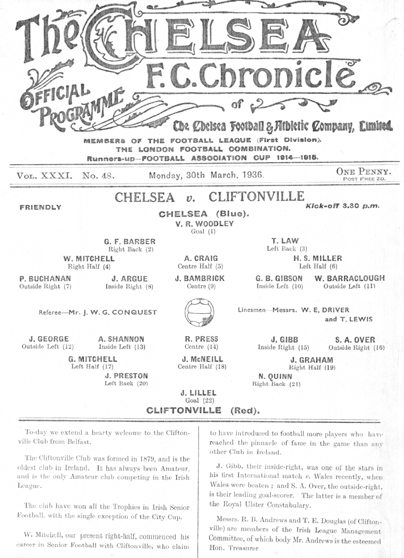 The CHELSEA
F.C. Chronicle
OFFICIAL PROGRAMME of
The Chelsea Football & Athletic Company, Limited.
MEMBERS OF THE FOOTBALL LEAGUE (First Division).
THE LONDON FOOTBALL COMBINATION.
Runners-up—FOOTBALL ASSOCIATION CUP 1914—1915.
VOL. XXXI. No. 48. Monday, 30th March, 1936. ONE PENNY.
POST FREE 2D.
CHELSEA v. CLIFTONVILLE
FRIENDLY Kick-off 3.30 p.m.
CHELSEA (Blue).
V. R. WOODLEY
Goal (1)
G. F. BARBER T. LAW
Right Back (2) Left Back (3)
W. MITCHELL A. CRAIG H. S. MILLER
Right Half (4) Centre Half (5) Left Half (6)
P. BUCHANAN J. ARGUE J. BAMBRICK G. B. GIBSON W. BARRACLOUGH
Outside Right (7) Inside Right (8) Centre (9) Inside Left (10) Outside Left (11)
Referee—Mr. J. W. G. CONQUEST Linesmen—Messrs. W. E. DRIVER
and T. LEWIS
J. GEORGE A. SHANNON R. PRESS J. GIBB S. A. OVER
Outside Left (12) Inside Left (13) Centre (14) Inside Right (15) Outside Right (16)
G. MITCHELL J. McNEILL J. GRAHAM
Left Half (17) Centre Half (18) Right Half (19)
J. PRESTON N. QUINN
Left Back (20) Right Back (21)
J. LILLEL
Goal (22)
CLIFTONVILLE (Red).
To-day we extend a hearty welcome to the Clifton-
ville Club from Belfast.
The Cliftonville Club was formed in 1879, and is the
oldest club in Ireland. It has always been Amateur,
and is the only Amateur club competing in the Irish
League.
The club have won all the Trophies in Irish Senior
Football, with the single exception of the City Cup.
W. Mitchell, our present right-half, commenced his
career in Senior Football with Cliftonville, who claim
to have introduced to football more players who have
reached the pinnacle of fame in the game than any
other Club in Ireland.
J. Gibb, their inside-right, was one of the stars in
his first International match v. Wales recently, when
Wales were beaten; and S. A. Over, the outside-right,
is their leading goal-scorer. The latter is a member of
the Royal Ulster Constabulary.
Messrs. R. H. Andrews and T. K. Douglas (of Clifton-
ville) are members of the Irish League Management
Committee, of which body Mr. Andrews is the esteemed
Hon. Treasurer.